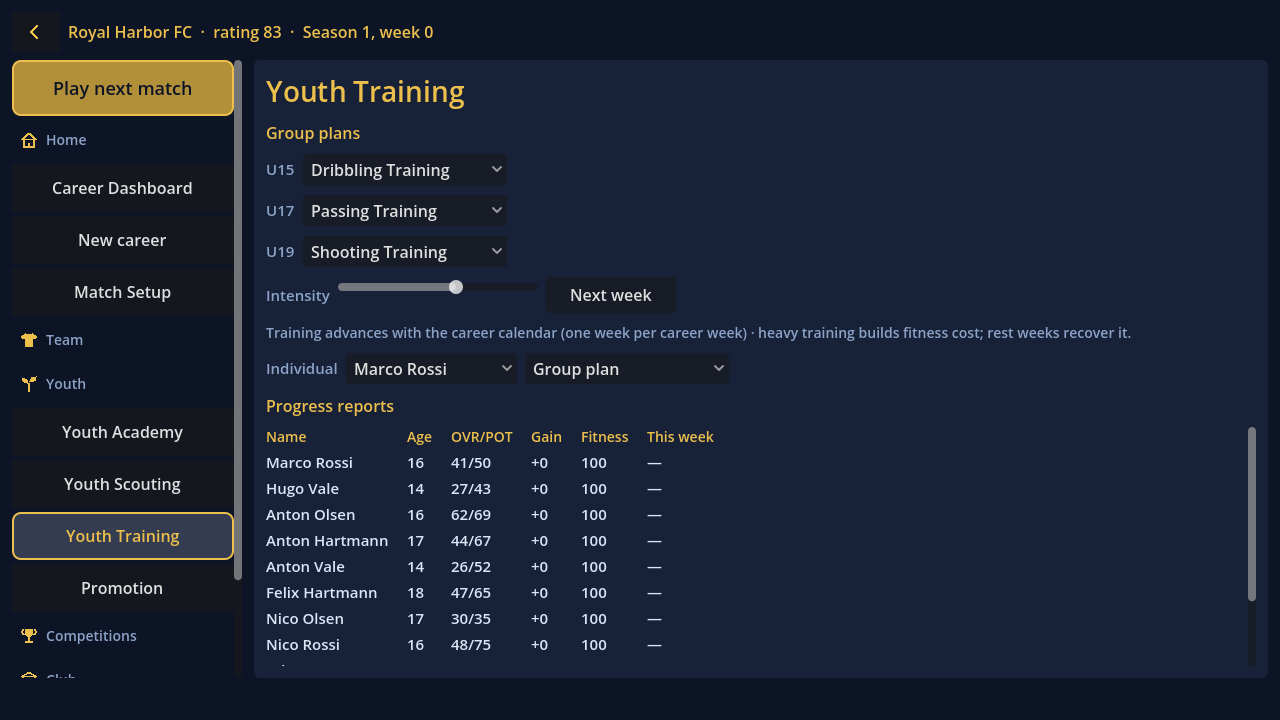 Royal Harbor FC · rating 83 · Season 1, week 0
Play next match
Home
Career Dashboard
New career
Match Setup
Team
Youth
Youth Academy
Youth Scouting
Youth Training
Promotion
Competitions
Youth Training
Group plans
U15 Dribbling Training
U17 Passing Training
U19 Shooting Training
Intensity Next week
Training advances with the career calendar (one week per career week) · heavy training builds fitness cost; rest weeks recover it.
Individual Marco Rossi Group plan
Progress reports
Name Age OVR/POT Gain Fitness This week
Marco Rossi 16 41/50 +0 100 —
Hugo Vale 14 27/43 +0 100 —
Anton Olsen 16 62/69 +0 100 —
Anton Hartmann 17 44/67 +0 100 —
Anton Vale 14 26/52 +0 100 —
Felix Hartmann 18 47/65 +0 100 —
Nico Olsen 17 30/35 +0 100 —
Nico Rossi 16 48/75 +0 100 —